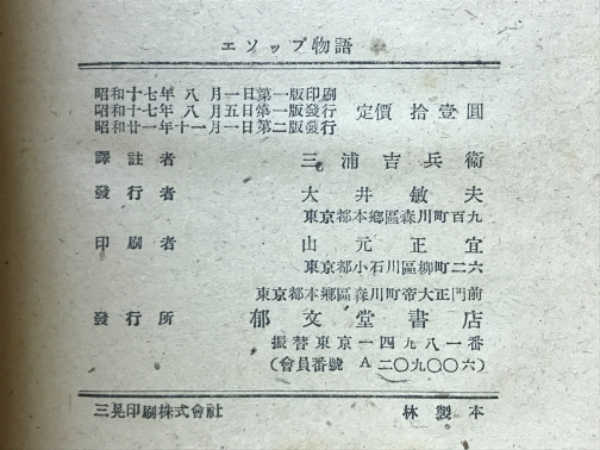 エソップ物語
昭和十七年 八 月一日第一版印刷
昭和十七年 八 月五日第一版發行 定價 拾壹圓
昭和廿一年十一月一日第二版發行
譯註者 三浦吉兵衞
發行者 大井敏夫
東京都本鄕區森川町百九
印刷者 山元正宜
東京都小石川區柳町二六
東京都本鄕區森川町帝大正門前
發行所 郁文堂書店
振替東京一四九八一番
(會員番號 A二〇九〇〇六)
三晃印刷株式會社 林製本